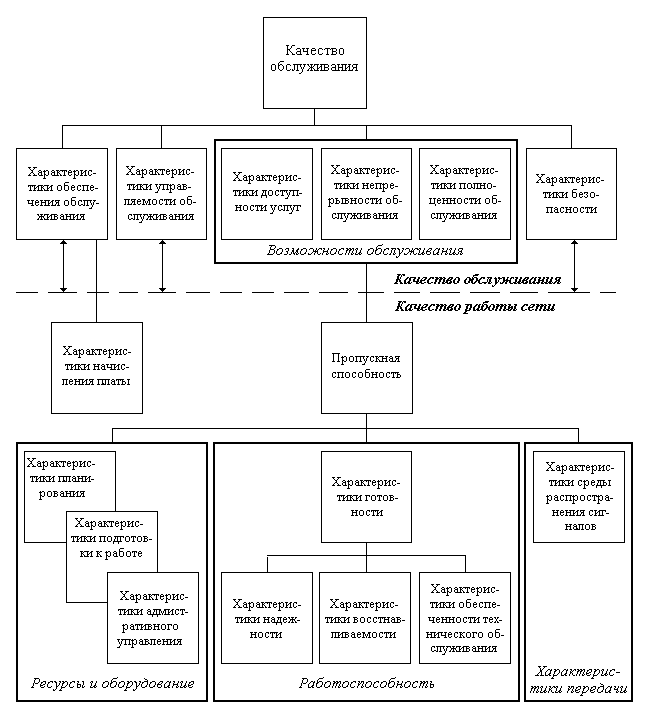 Качество
обслуживания
Характерис-
тики обеспе-
чения обслу-
живания
Характерис-
тики управ-
ляемости об-
служивания
Характерис-
тики доступ-
ности услуг
Характерис-
тики непре-
рывности об-
служивания
Характерис-
тики полно-
ценности об-
служивания
Характерис-
тики безо-
пасности
Возможности обслуживания
Качество обслуживания
Качество работы сети
Характерис-
тики начис-
ления платы
Пропускная
способность
Характерис-
тики плани-
рования
Характерис-
тики подготов-
ки к работе
Характерис-
тики адмист-
ративного
управления
Ресурсы и оборудование
Характерис-
тики готов-
ности
Характерис-
тики надеж-
ности
Характерис-
тики восстнав-
ливаемости
Характерис-
тики обеспе-
ченности тех-
нического об-
служивания
Работоспособность
Характерис-
тики среды
распростра-
нения сиг-
налов
Характерис-
тики передачи